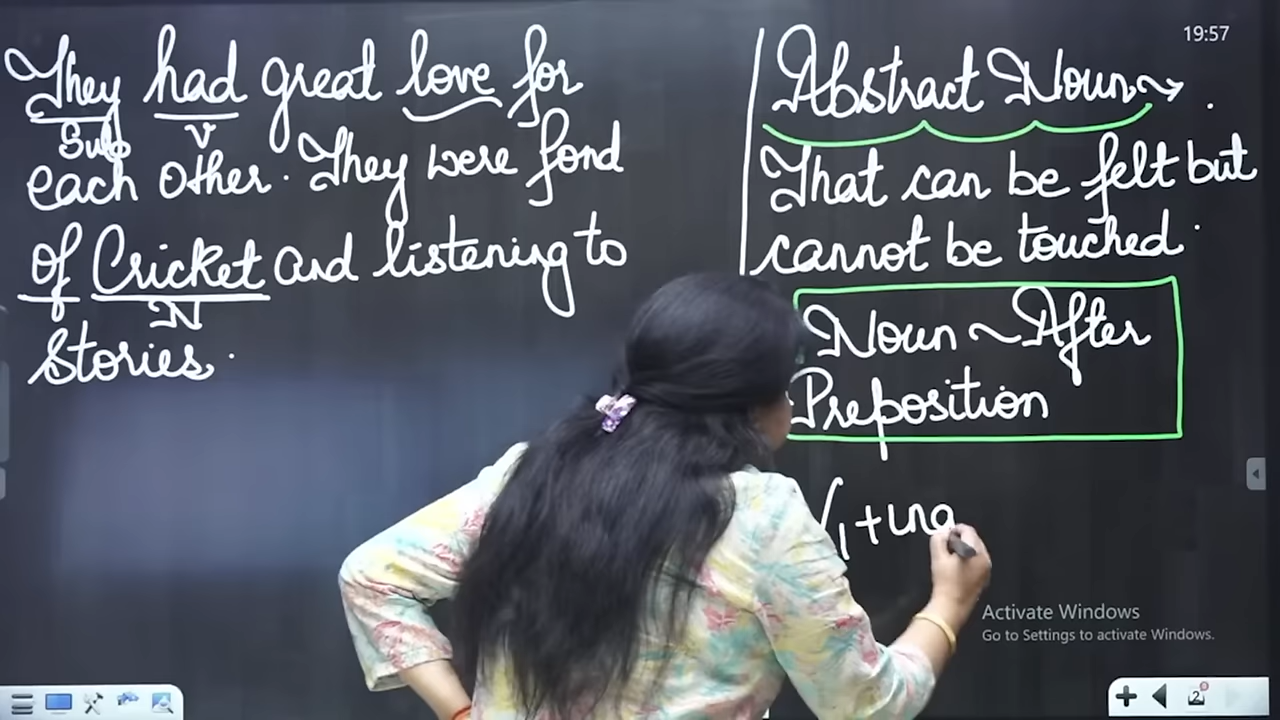 They had great love for
Sub V
each other. They were fond
of Cricket and listening to
N
Stories.
19:57
Abstract Noun
That can be felt but
cannot be touched.
Noun ~ After
Preposition
V1 + ing
Activate Windows
Go to Settings to activate Windows.
2